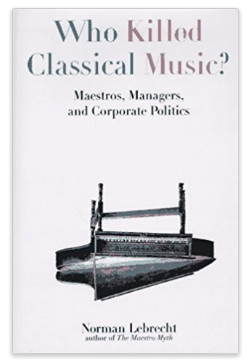 Who Killed
Classical Music?
Maestros, Managers,
and Corporate Politics
Norman Lebrecht
author of The Maestro Myth